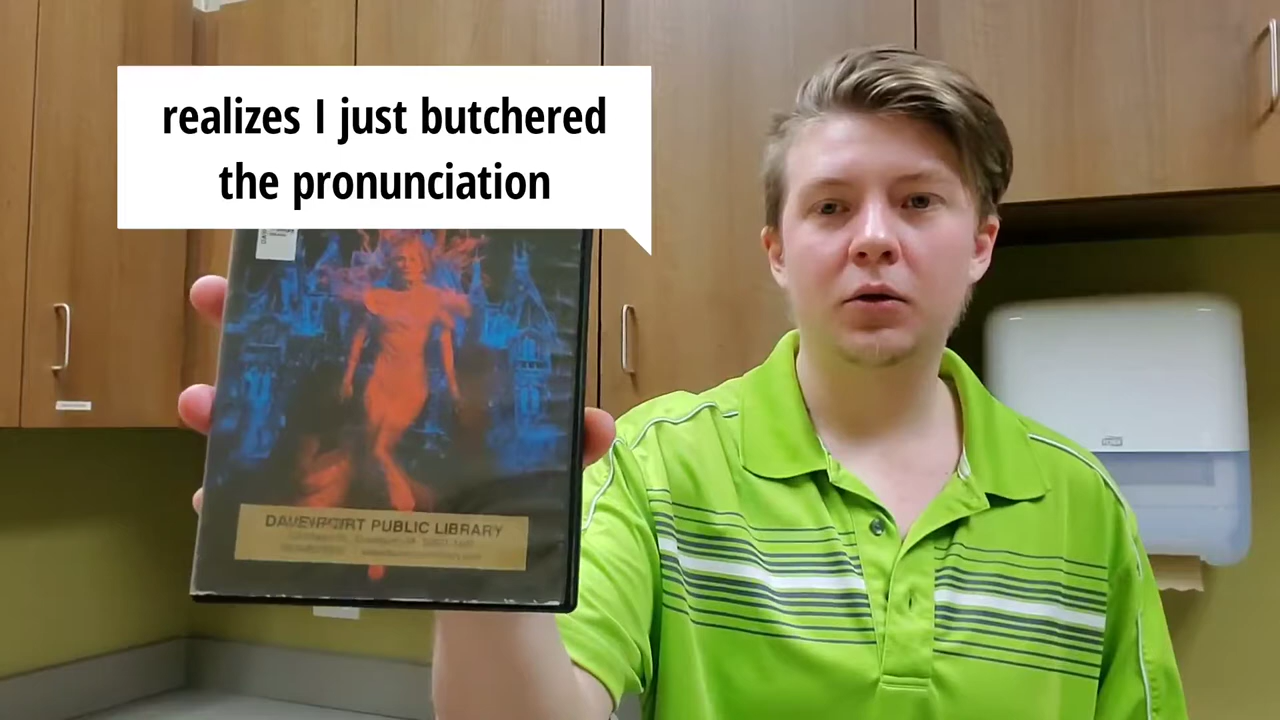 realizes I just butchered
the pronunciation
DAVENPORT PUBLIC LIBRARY